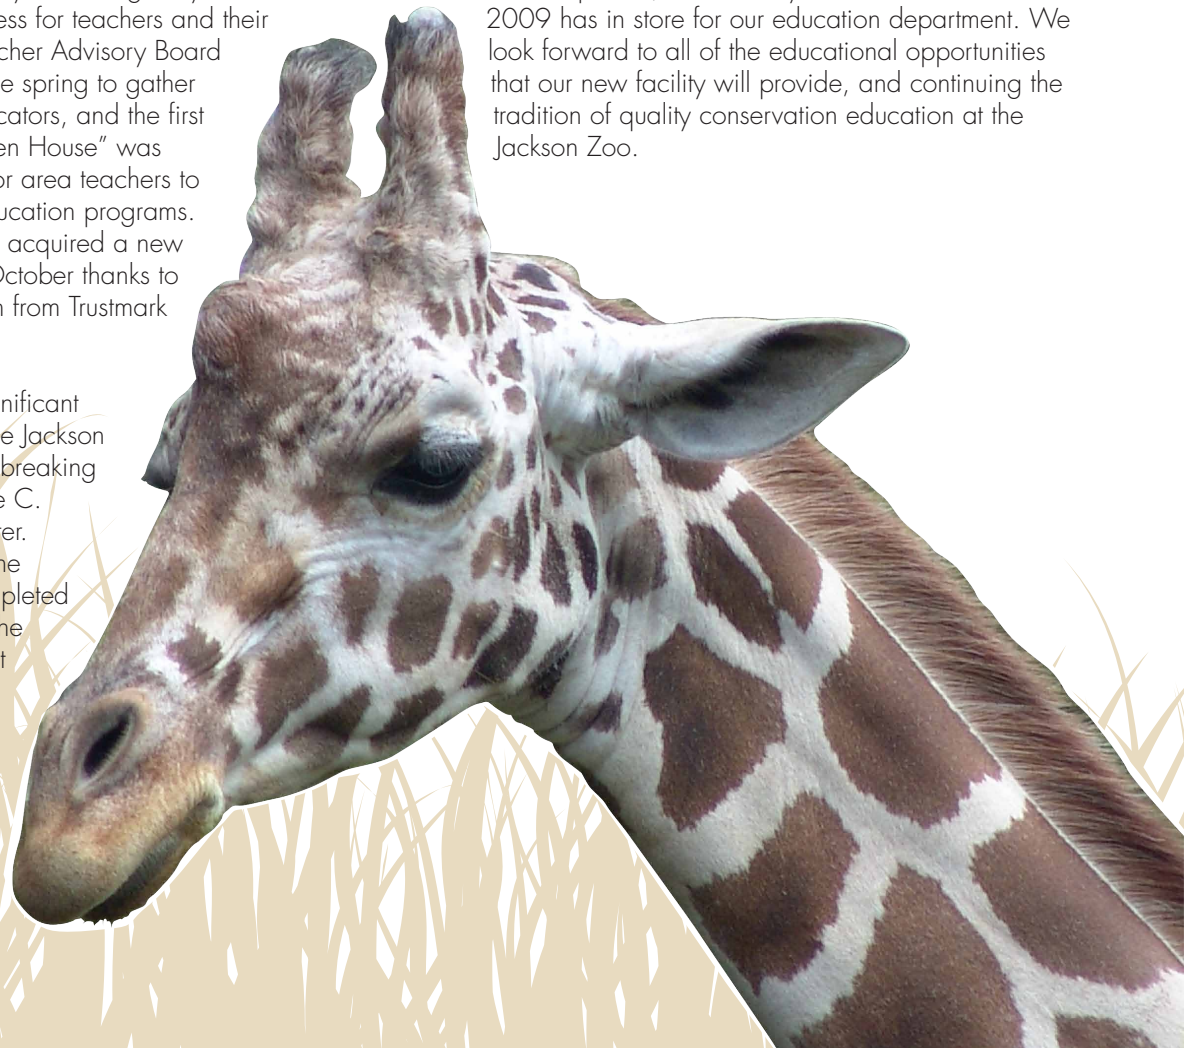 ess for teachers and their
cher Advisory Board
e spring to gather
cators, and the first
en House” was
or area teachers to
ucation programs.
acquired a new
October thanks to
n from Trustmark
nificant
e Jackson
breaking
e C.
ter.
ne
pleted
ne
t
2009 has in store for our education department. We
look forward to all of the educational opportunities
that our new facility will provide, and continuing the
tradition of quality conservation education at the
Jackson Zoo.